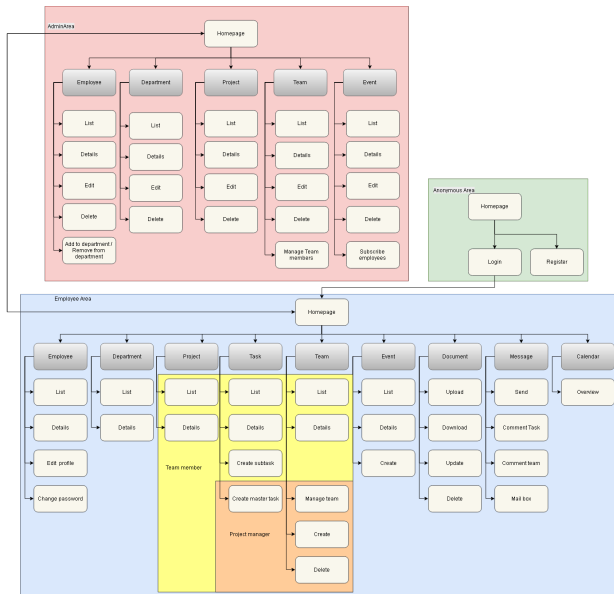 AdminArea
Homepage
Employee
Department
Project
Team
Event
List
List
List
List
List
Details
Details
Details
Details
Details
Edit
Edit
Edit
Edit
Edit
Delete
Delete
Delete
Delete
Delete
Add to department /
Remove from
department
Manage Team
members
Subscribe
employees
Anonymous Area
Homepage
Login
Register
Employee Area
Homepage
Employee
Department
Project
Task
Team
Event
Document
Message
Calendar
List
List
List
List
List
List
Upload
Send
Overview
Details
Details
Details
Details
Details
Details
Download
Comment Task
Edit profile
Team member
Create subtask
Create
Update
Comment team
Change password
Create master task
Manage team
Delete
Mail box
Project manager
Create
Delete